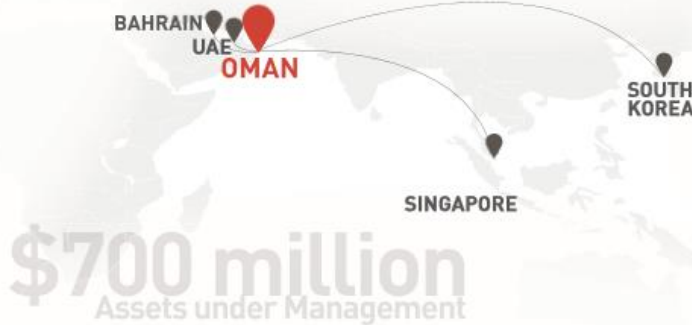 BAHRAIN
UAE
OMAN
SOUTH
KOREA
SINGAPORE
$700 million
Assets under Management